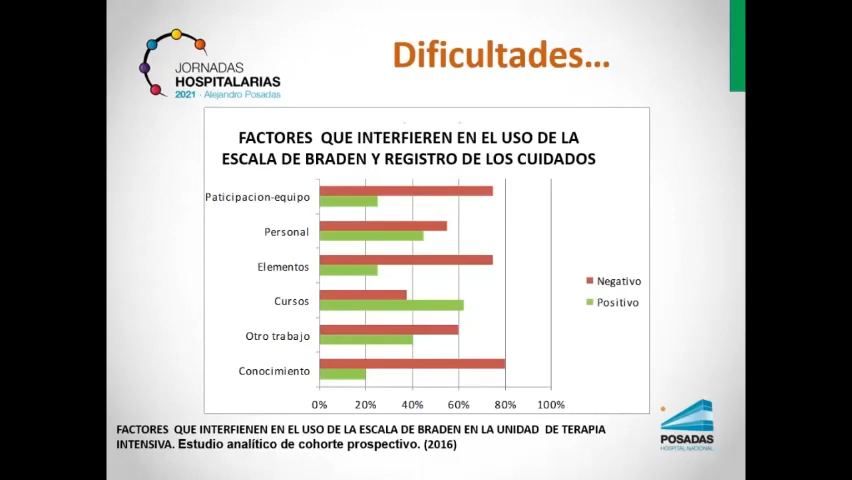 Dificultades...
JORNADAS
HOSPITALARIAS
2021 · Alejandro Posadas
FACTORES QUE INTERFIEREN EN EL USO DE LA
ESCALA DE BRADEN Y REGISTRO DE LOS CUIDADOS
Paticipacion-equipo
Personal
Elementos
Cursos
Otro trabajo
Conocimiento
Negativo
Positivo
0% 20% 40% 60% 80% 100%
FACTORES QUE INTERFIENEN EN EL USO DE LA ESCALA DE BRADEN EN LA UNIDAD DE TERAPIA
INTENSIVA. Estudio analítico de cohorte prospectivo. (2016)
POSADAS
HOSPITAL NACIONAL